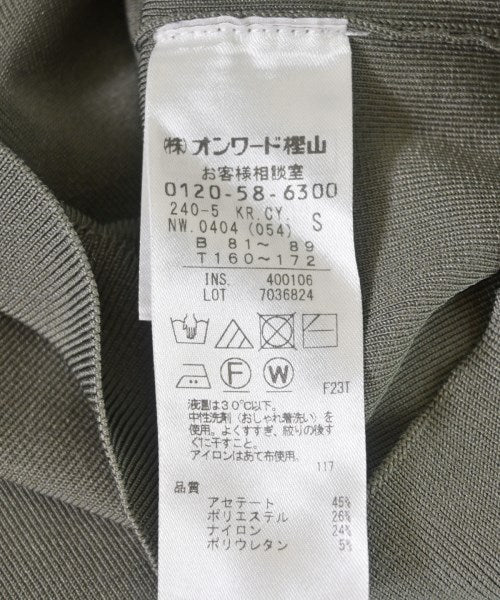 (株)オンワード樫山
お客様相談室
0120-58-6300
240-5 KR.CY. S
NW.0404 (054)
B 81~ 89
T160~172
INS. 400106
LOT 7036824
F W
F23T
液温は30℃以下。
中性洗剤(おしゃれ着洗い)を
使用。よくすすぎ、絞りの後す
ぐに干すこと。
アイロンはあて布使用。
117
品質
アセテート 45%
ポリエステル 26%
ナイロン 24%
ポリウレタン 5%